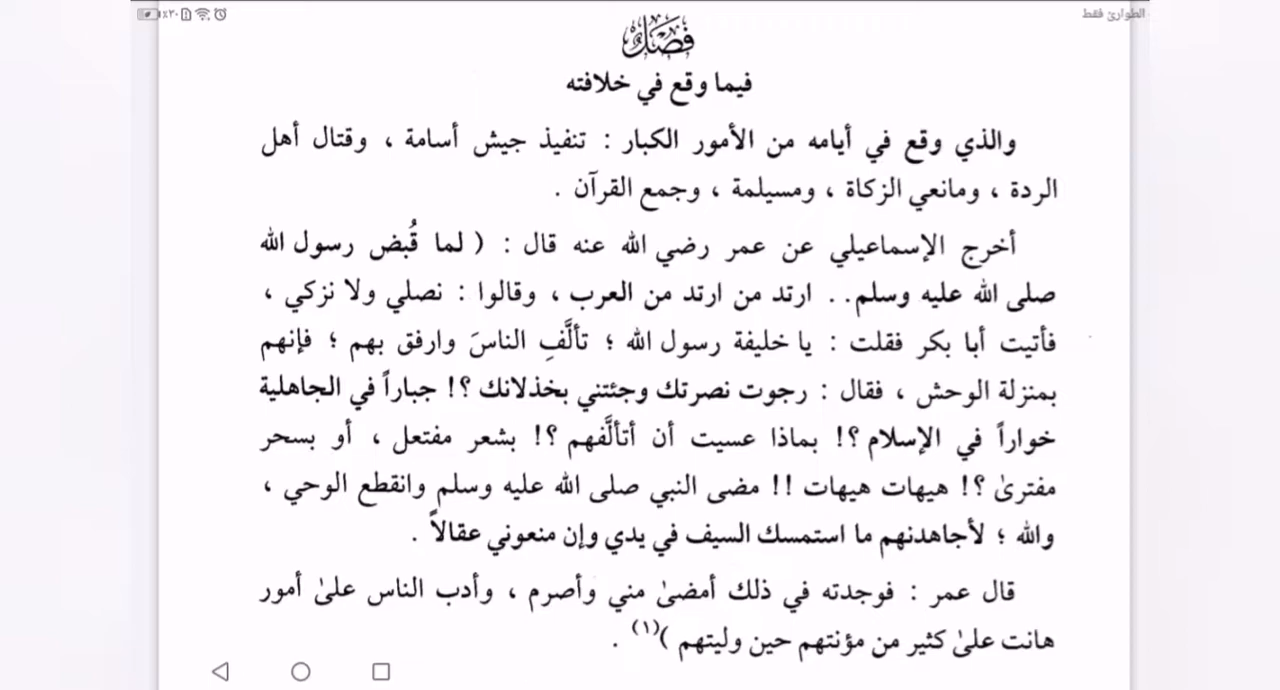 ٪٢٠
الطوارئ فقط
فصل
فيما وقع في خلافته
والذي وقع في أيامه من الأمور الكبار : تنفيذ جيش أسامة ، وقتال أهل
الردة ، ومانعي الزكاة ، ومسيلمة ، وجمع القرآن .
أخرج الإسماعيلي عن عمر رضي الله عنه قال : ( لما قُبض رسول الله
صلى الله عليه وسلم.. ارتد من ارتد من العرب ، وقالوا : نصلي ولا نزكي ،
فأتيت أبا بكر فقلت : يا خليفة رسول الله ؛ تألَّفِ الناسَ وارفق بهم ؛ فإنهم
بمنزلة الوحش ، فقال : رجوت نصرتك وجئتني بخذلانك ؟! جباراً في الجاهلية
خواراً في الإسلام ؟! بماذا عسيت أن أتألَّفهم ؟! بشعر مفتعل ، أو بسحر
مفترىٰ ؟! هيهات هيهات !! مضى النبي صلى الله عليه وسلم وانقطع الوحي ،
والله ؛ لأجاهدنهم ما استمسك السيف في يدي وإن منعوني عقالاً .
قال عمر : فوجدته في ذلك أمضىٰ مني وأصرم ، وأدب الناس علىٰ أمور
هانت علىٰ كثير من مؤنتهم حين وليتهم )(١) .